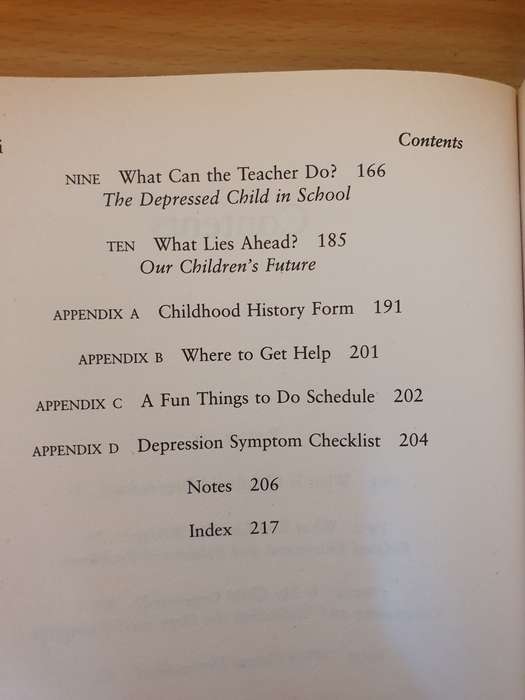 Contents
NINE What Can the Teacher Do? 166
The Depressed Child in School
TEN What Lies Ahead? 185
Our Children's Future
APPENDIX A Childhood History Form 191
APPENDIX B Where to Get Help 201
APPENDIX C A Fun Things to Do Schedule 202
APPENDIX D Depression Symptom Checklist 204
Notes 206
Index 217